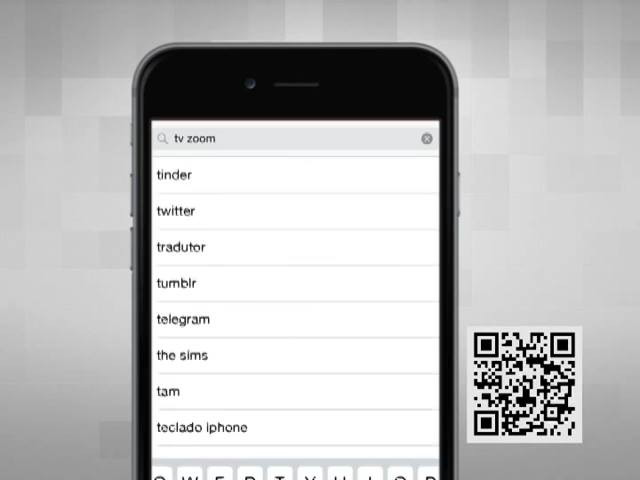 tv zoom
tinder
twitter
tradutor
tumblr
telegram
the sims
tam
teclado iphone
Q W E R T Y U I O P